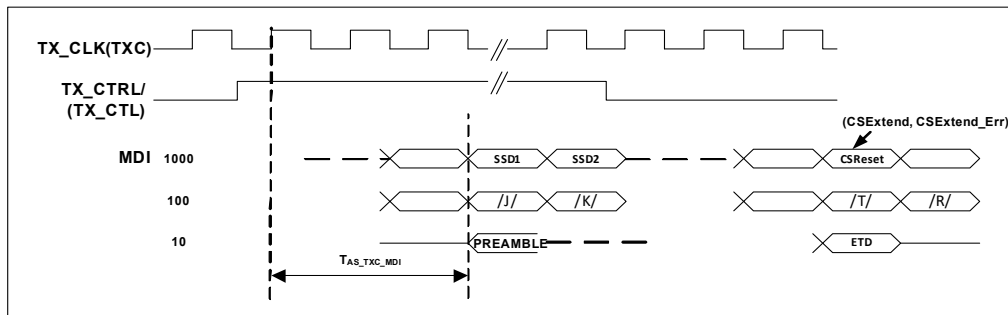 TX_CLK(TXC)
TX_CTRL/
(TX_CTL)
(CSExtend, CSExtend_Err)
MDI 1000 SSD1 SSD2 CSReset
100 /J/ /K/ /T/ /R/
10 PREAMBLE ETD
TAS_TXC_MDI